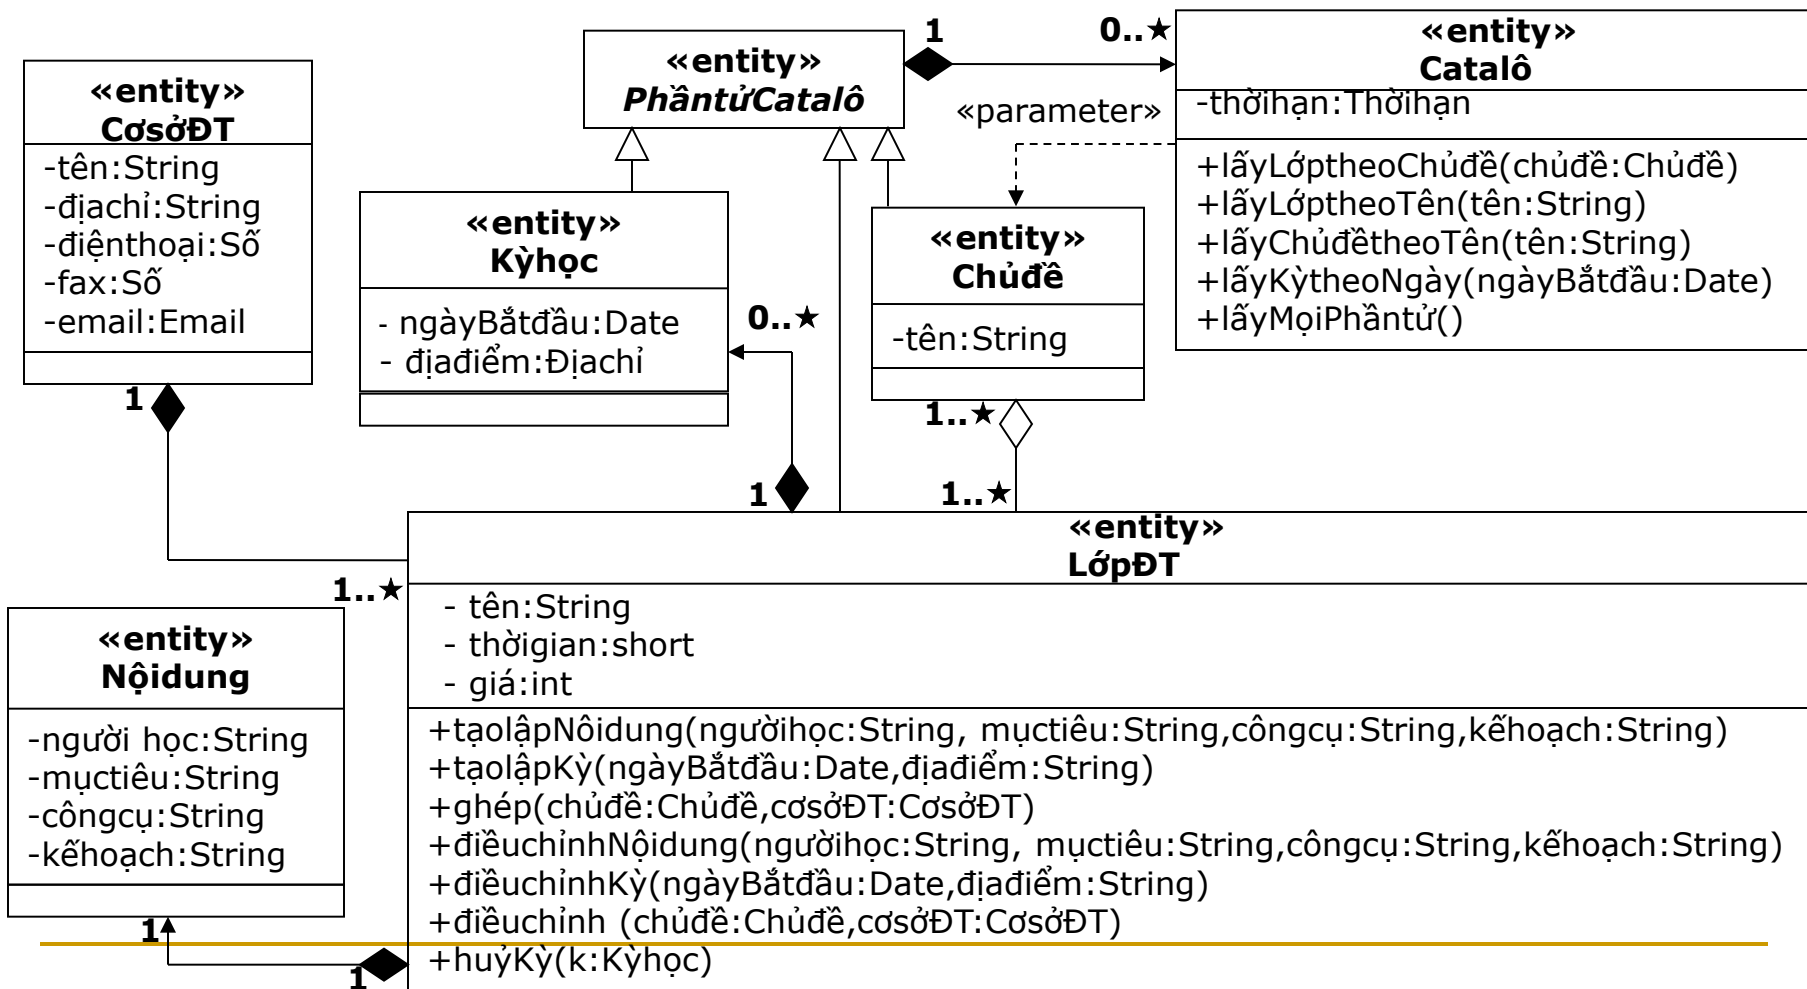 «entity»
CơsởĐT
-tên:String
-địachỉ:String
-điệnthoại:Số
-fax:Số
-email:Email
1
«entity»
PhầntửCatalô
1
0..★
«entity»
Catalô
-thờihạn:Thờihạn
+lấyLớptheoChủđề(chủđề:Chủđề)
+lấyLớptheoTên(tên:String)
+lấyChủđềtheoTên(tên:String)
+lấyKỳtheoNgày(ngàyBắtđầu:Date)
+lấyMọiPhầntử()
«parameter»
«entity»
Kỳhọc
- ngàyBắtđầu:Date
- địađiểm:Địachỉ
0..★
1
«entity»
Chủđề
-tên:String
1..★
1..★
1..★
«entity»
LớpĐT
- tên:String
- thờigian:short
- giá:int
+tạolậpNôidung(ngườihọc:String, mụctiêu:String,côngcụ:String,kếhoạch:String)
+tạolậpKỳ(ngàyBắtđầu:Date,địađiểm:String)
+ghép(chủđề:Chủđề,cơsởĐT:CơsởĐT)
+điềuchỉnhNộidung(ngườihọc:String, mụctiêu:String,côngcụ:String,kếhoạch:String)
+điềuchỉnhKỳ(ngàyBắtđầu:Date,địađiểm:String)
+điềuchỉnh (chủđề:Chủđề,cơsởĐT:CơsởĐT)
+huỷKỳ(k:Kỳhọc)
«entity»
Nộidung
-người học:String
-mụctiêu:String
-côngcụ:String
-kếhoạch:String
1
1